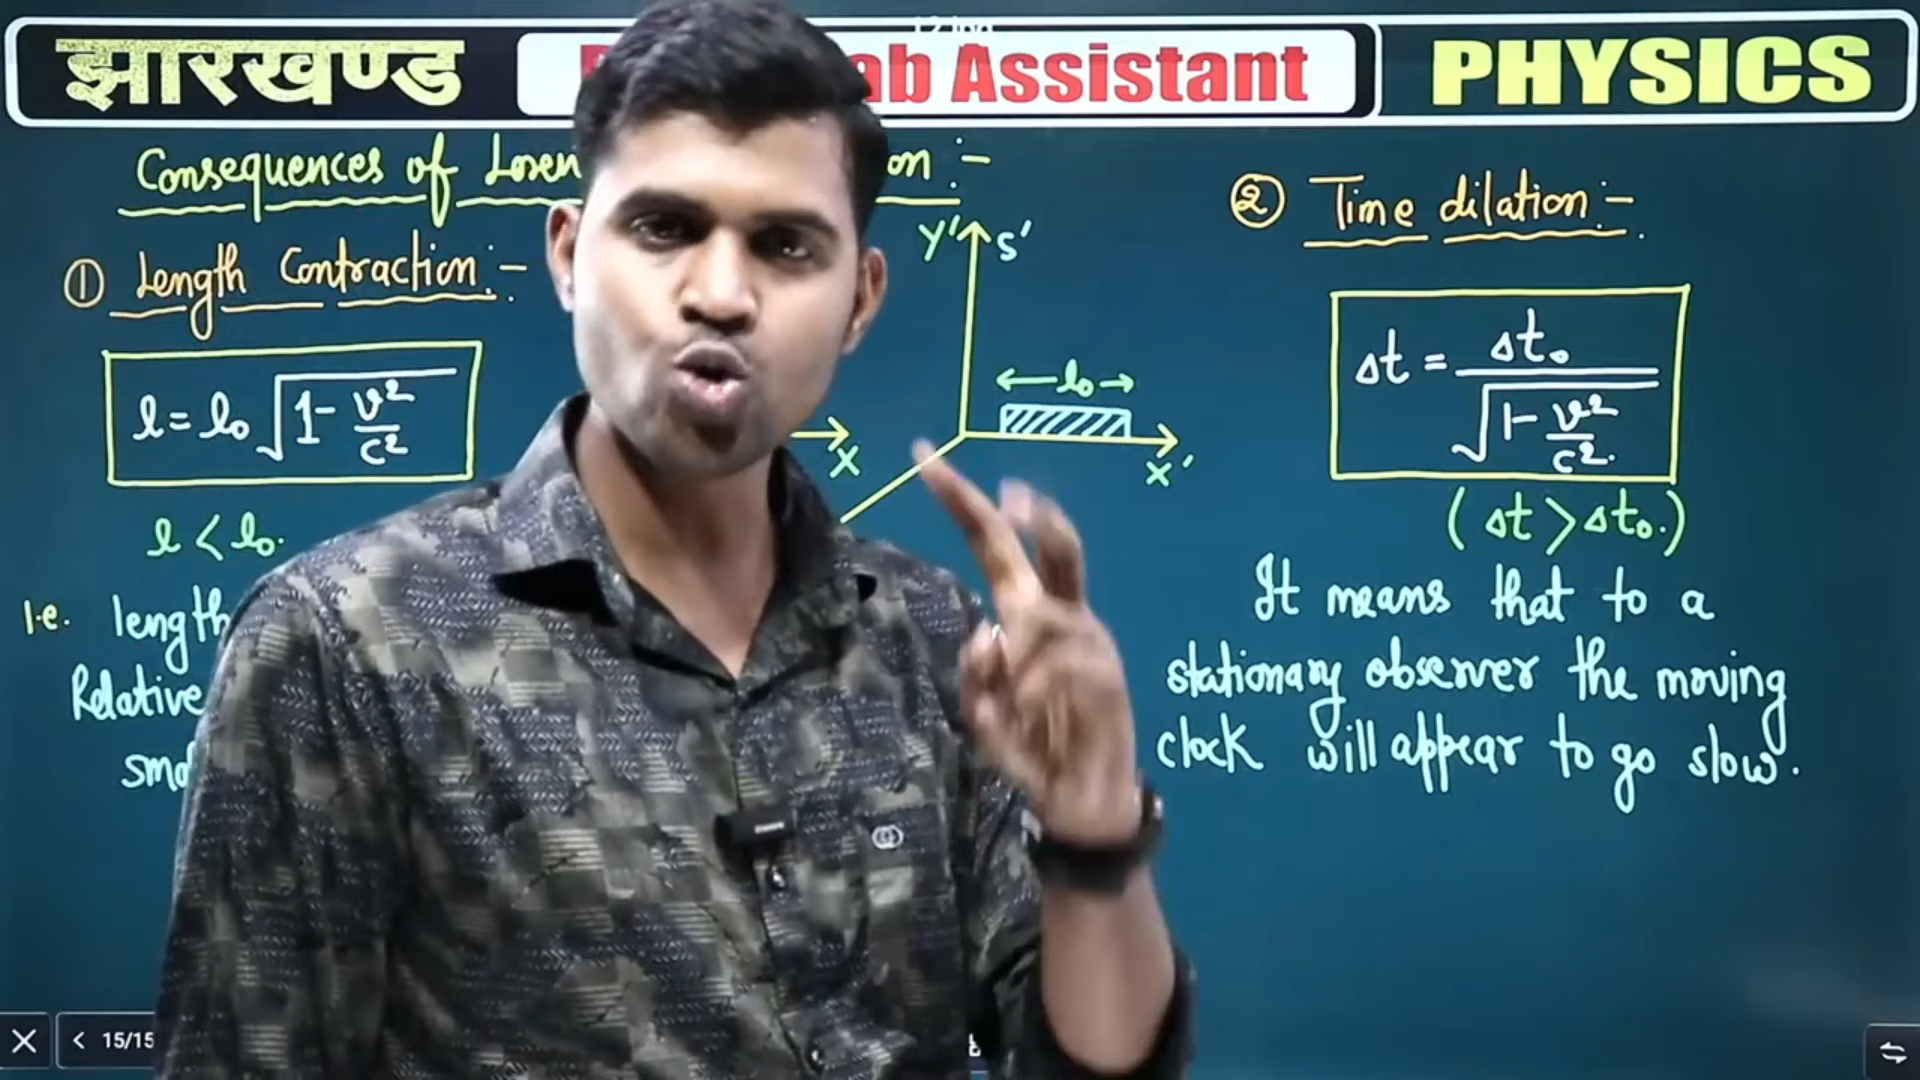 झारखण्ड
ab Assistant
PHYSICS
Consequences of Loren on :-
① Length Contraction :-
l = l₀ √(1 - v²/c²)
l < l₀.
i.e. length
Relative
Y' S'
← l₀ →
X
X'
② Time dilation :-
Δt = Δt₀ / √(1 - v²/c².)
(Δt > Δt₀.)
It means that to a
stationary observer the moving
clock will appear to go slow.
< 15/15